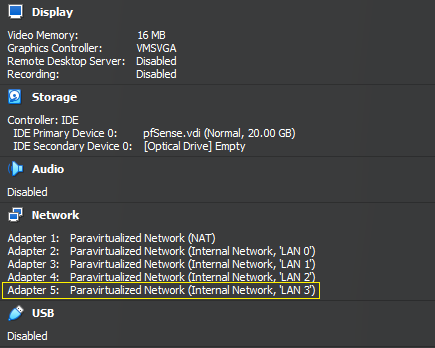 Display
Video Memory: 16 MB
Graphics Controller: VMSVGA
Remote Desktop Server: Disabled
Recording: Disabled
Storage
Controller: IDE
IDE Primary Device 0: pfSense.vdi (Normal, 20.00 GB)
IDE Secondary Device 0: [Optical Drive] Empty
Audio
Disabled
Network
Adapter 1: Paravirtualized Network (NAT)
Adapter 2: Paravirtualized Network (Internal Network, 'LAN 0')
Adapter 3: Paravirtualized Network (Internal Network, 'LAN 1')
Adapter 4: Paravirtualized Network (Internal Network, 'LAN 2')
Adapter 5: Paravirtualized Network (Internal Network, 'LAN 3')
USB
Disabled